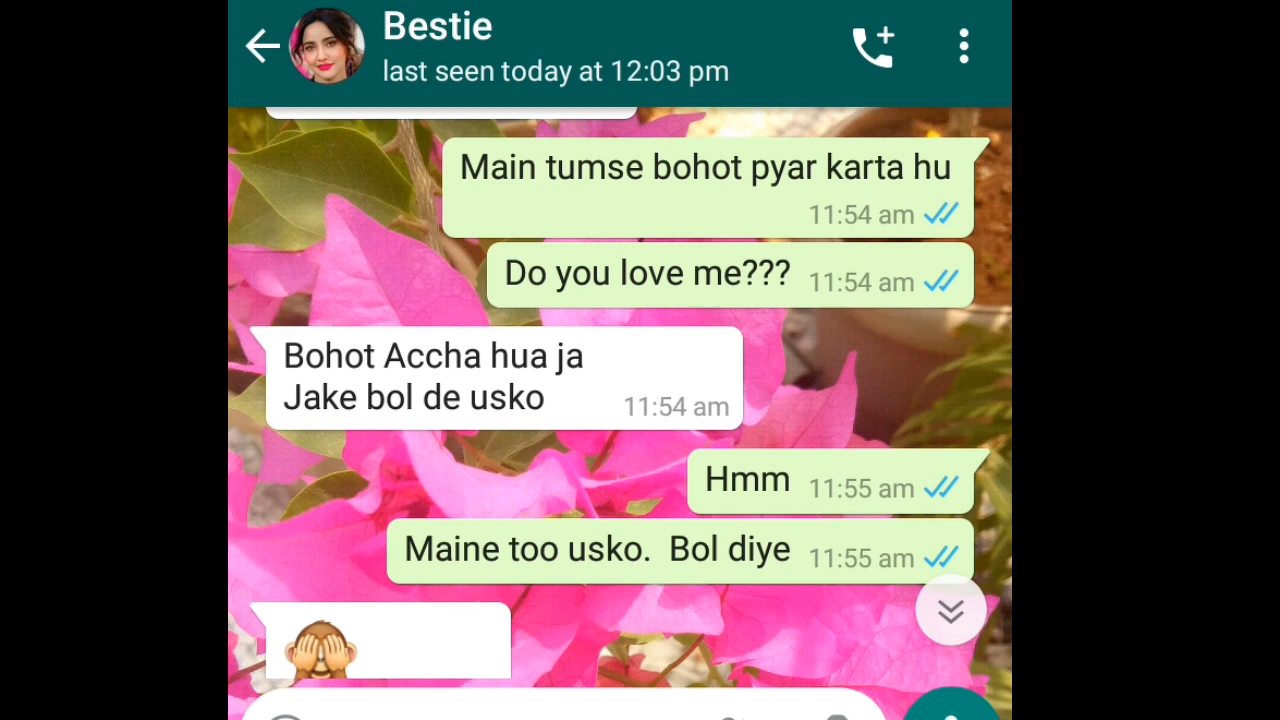 Bestie
last seen today at 12:03 pm
Main tumse bohot pyar karta hu
11:54 am
Do you love me??? 11:54 am
Bohot Accha hua ja
Jake bol de usko 11:54 am
Hmm 11:55 am
Maine too usko.  Bol diye 11:55 am